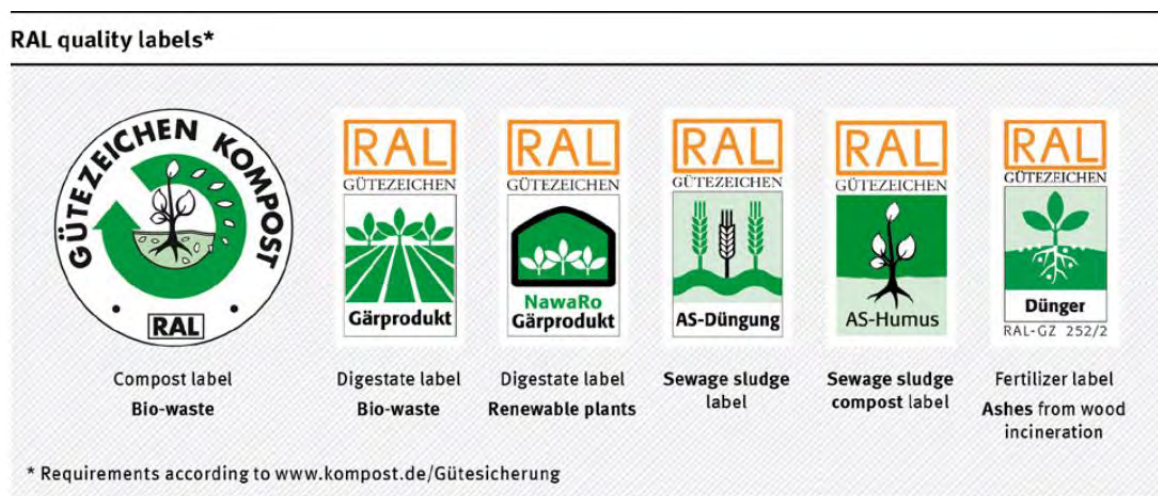 RAL quality labels*
GÜTEZEICHEN KOMPOST
RAL
Compost label
Bio-waste
RAL
GÜTEZEICHEN
Gärprodukt
Digestate label
Bio-waste
RAL
GÜTEZEICHEN
NawaRo
Gärprodukt
Digestate label
Renewable plants
RAL
GÜTEZEICHEN
AS-Düngung
Sewage sludge
label
RAL
GÜTEZEICHEN
AS-Humus
Sewage sludge
compost label
RAL
GÜTEZEICHEN
Dünger
RAL-GZ 252/2
Fertilizer label
Ashes from wood
incineration
* Requirements according to www.kompost.de/Gütesicherung